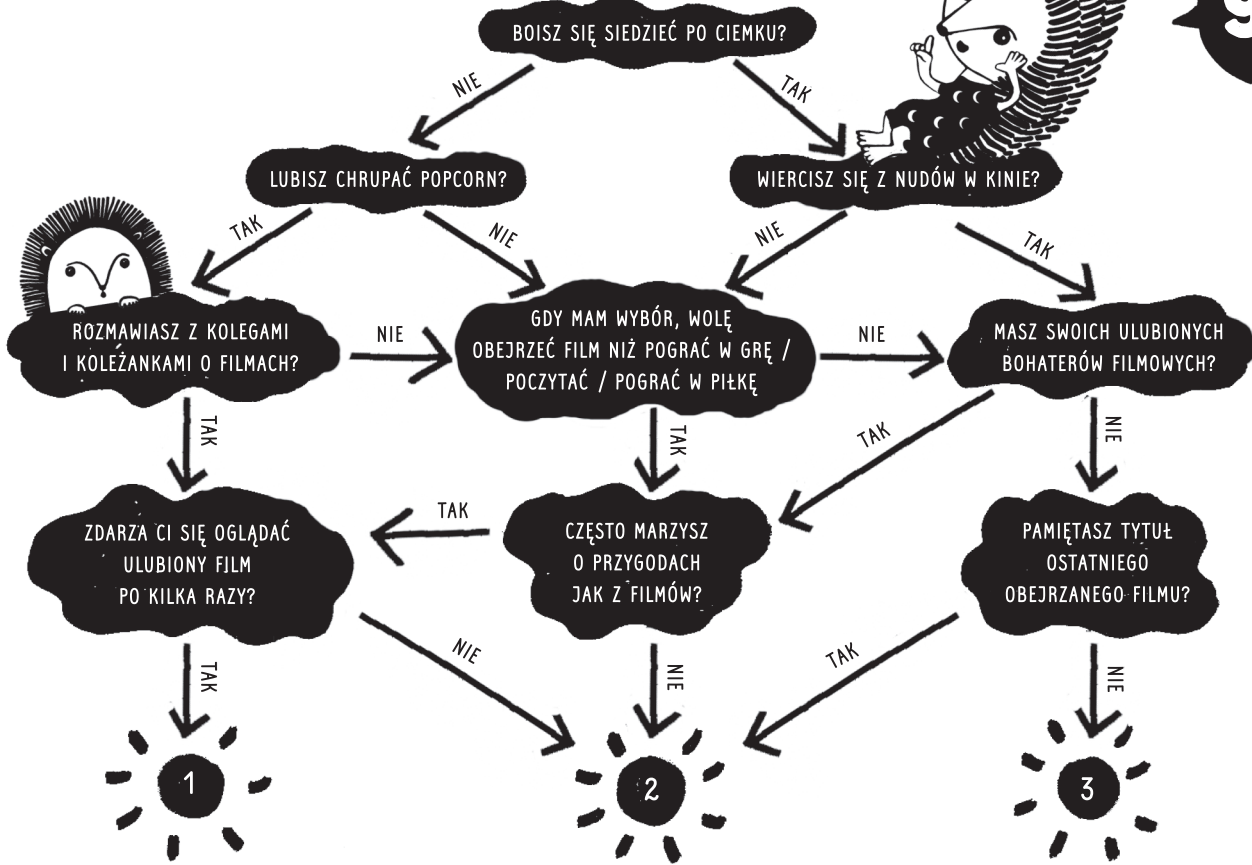 BOISZ SIĘ SIEDZIEĆ PO CIEMKU?
NIE
TAK
LUBISZ CHRUPAĆ POPCORN?
WIERCISZ SIĘ Z NUDÓW W KINIE?
TAK
NIE
NIE
TAK
ROZMAWIASZ Z KOLEGAMI
I KOLEŻANKAMI O FILMACH?
NIE
GDY MAM WYBÓR, WOLĘ
OBEJRZEĆ FILM NIŻ POGRAĆ W GRĘ /
POCZYTAĆ / POGRAĆ W PIŁKĘ
NIE
MASZ SWOICH ULUBIONYCH
BOHATERÓW FILMOWYCH?
TAK
TAK
TAK
NIE
ZDARZA CI SIĘ OGLĄDAĆ
ULUBIONY FILM
PO KILKA RAZY?
TAK
CZĘSTO MARZYSZ
O PRZYGODACH
JAK Z FILMÓW?
PAMIĘTASZ TYTUŁ
OSTATNIEGO
OBEJRZANEGO FILMU?
TAK
NIE
NIE
TAK
NIE
1
2
3